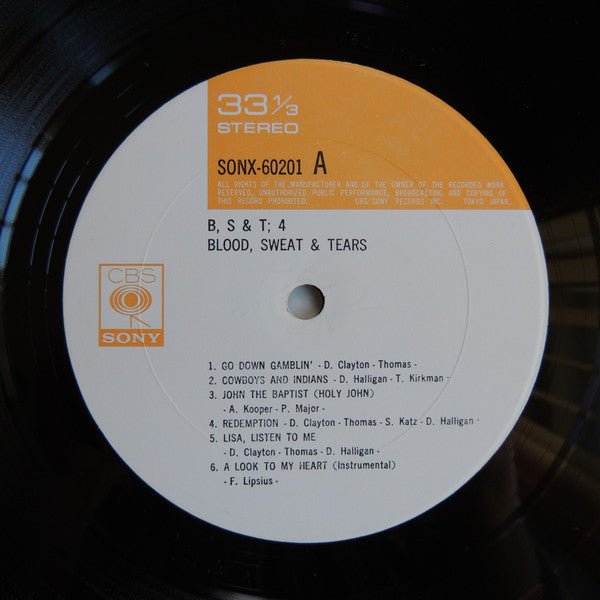 33 1/3
STEREO
SONX-60201 A
ALL RIGHTS OF THE MANUFACTURER AND OF THE OWNER OF THE RECORDED WORK
RESERVED. UNAUTHORIZED PUBLIC PERFORMANCE, BROADCASTING AND COPYING OF
THIS RECORD PROHIBITED. CBS/SONY RECORDS INC. TOKYO JAPAN.
B, S & T; 4
BLOOD, SWEAT & TEARS
CBS
SONY
1. GO DOWN GAMBLIN' - D. Clayton - Thomas -
2. COWBOYS AND INDIANS - D. Halligan - T. Kirkman -
3. JOHN THE BAPTIST (HOLY JOHN)
- A. Kooper - P. Major -
4. REDEMPTION - D. Clayton - Thomas - S. Katz - D. Halligan -
5. LISA, LISTEN TO ME
- D. Clayton - Thomas - D. Halligan -
6. A LOOK TO MY HEART (Instrumental)
- F. Lipsius -